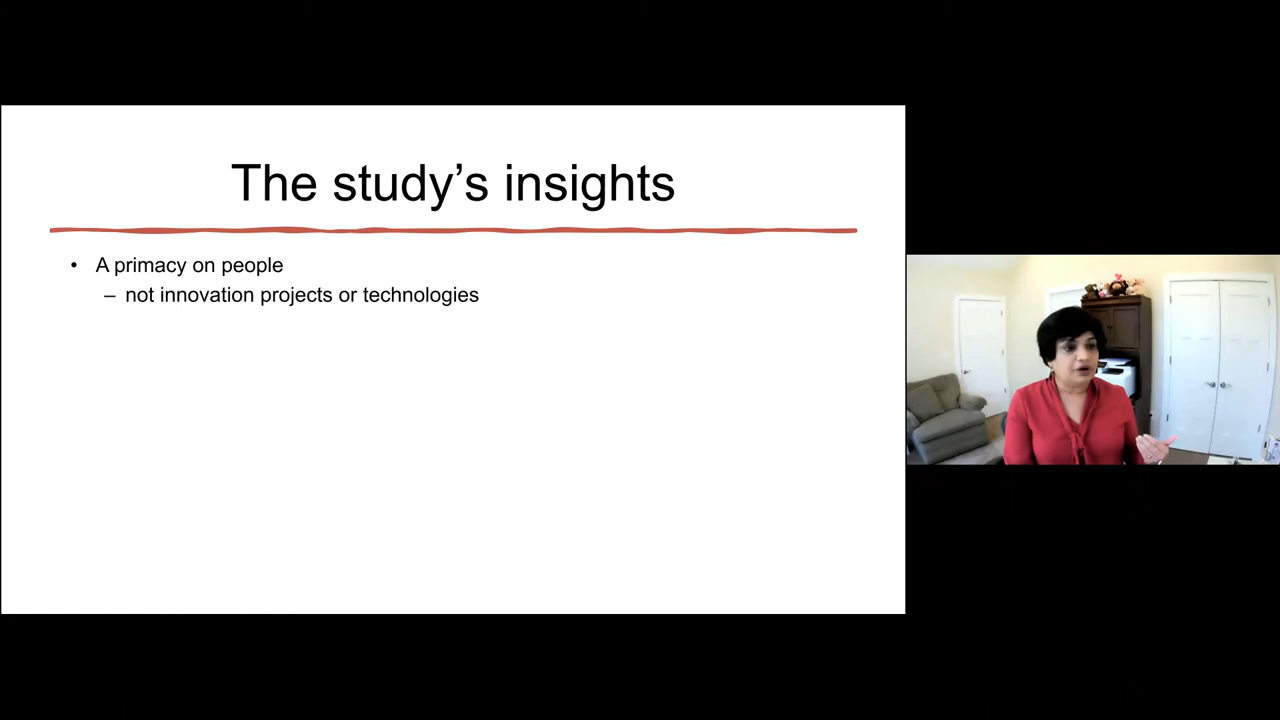 The study’s insights
• A primacy on people
– not innovation projects or technologies